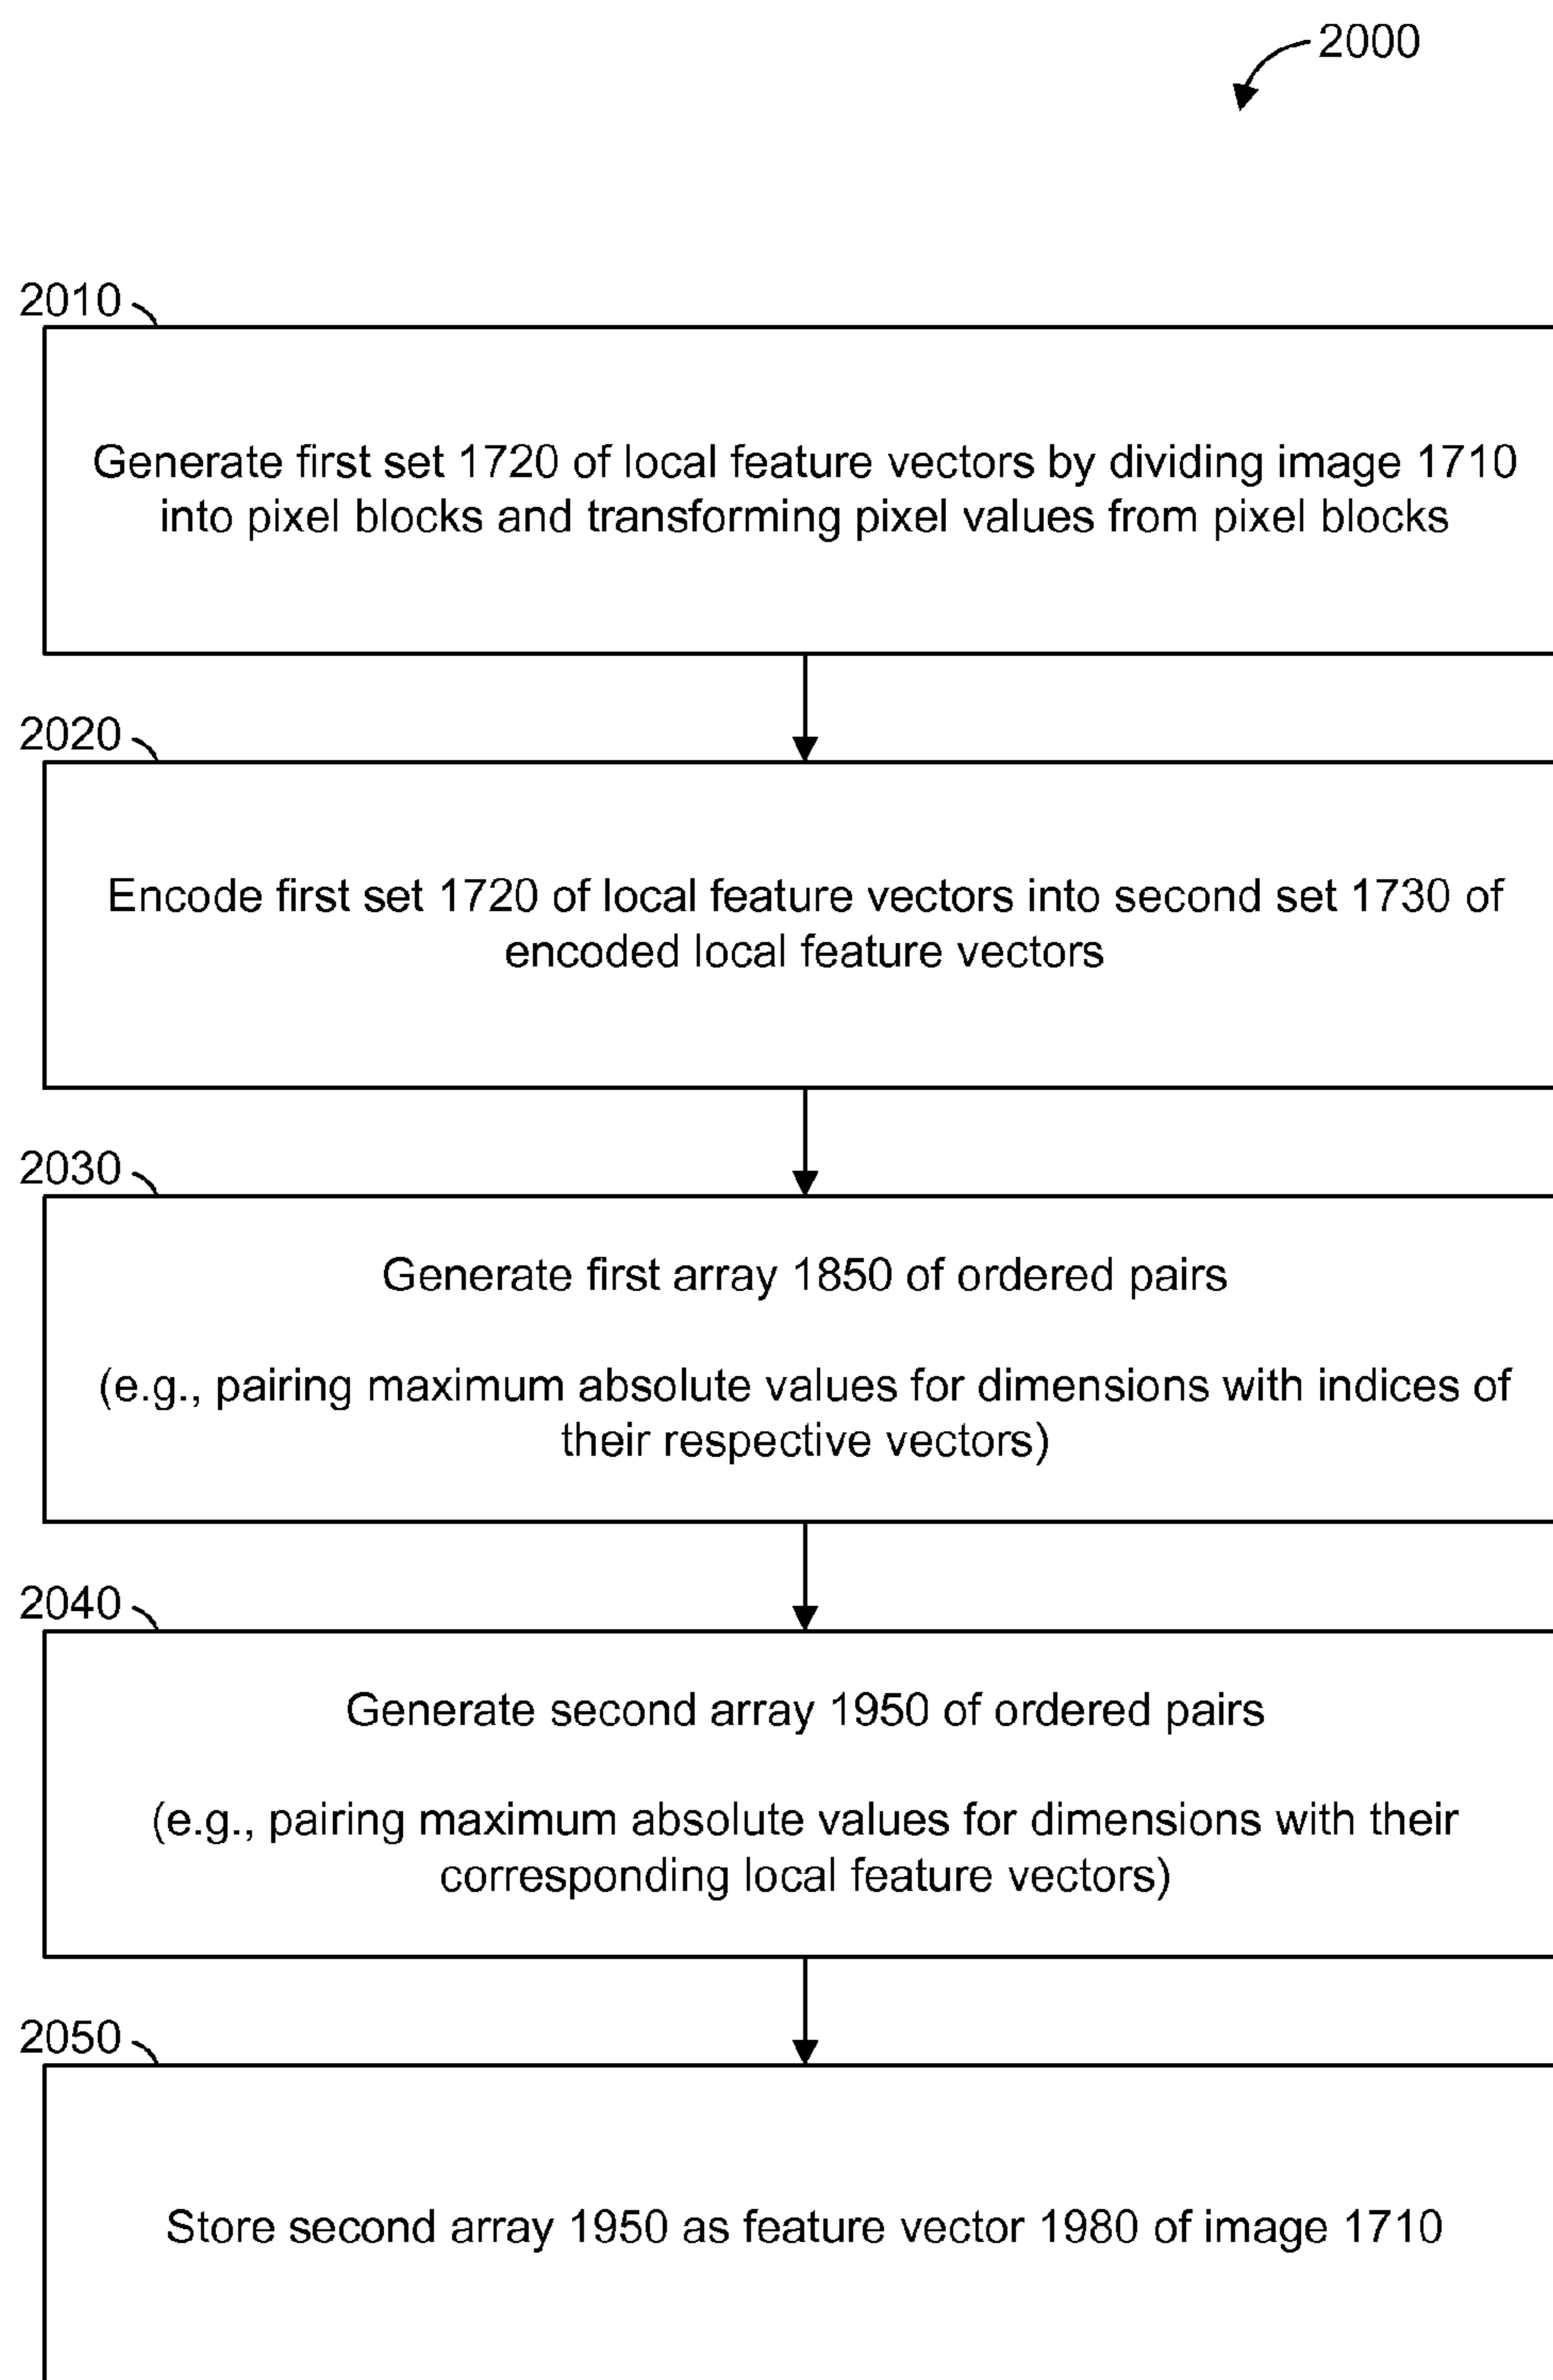 2000
2010
Generate first set 1720 of local feature vectors by dividing image 1710
into pixel blocks and transforming pixel values from pixel blocks
2020
Encode first set 1720 of local feature vectors into second set 1730 of
encoded local feature vectors
2030
Generate first array 1850 of ordered pairs
(e.g., pairing maximum absolute values for dimensions with indices of
their respective vectors)
2040
Generate second array 1950 of ordered pairs
(e.g., pairing maximum absolute values for dimensions with their
corresponding local feature vectors)
2050
Store second array 1950 as feature vector 1980 of image 1710